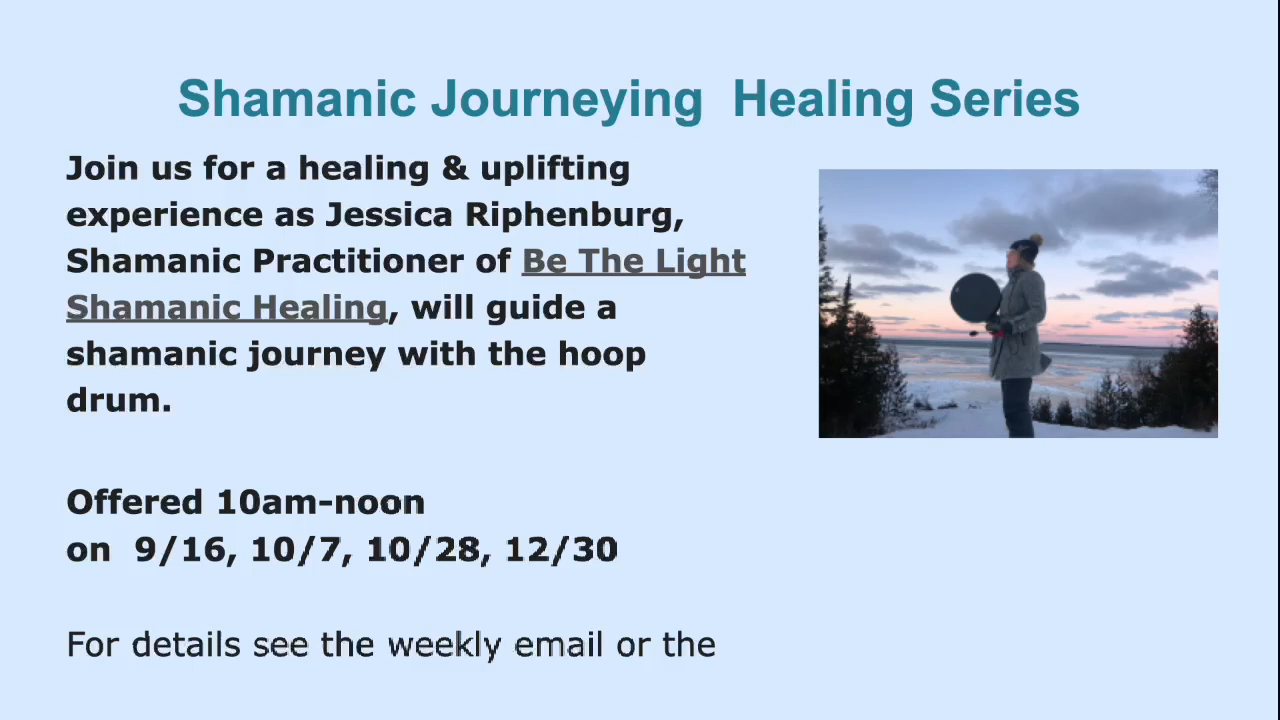 Shamanic Journeying  Healing Series
Join us for a healing & uplifting
experience as Jessica Riphenburg,
Shamanic Practitioner of Be The Light
Shamanic Healing, will guide a
shamanic journey with the hoop
drum.
Offered 10am-noon
on  9/16, 10/7, 10/28, 12/30
For details see the weekly email or the